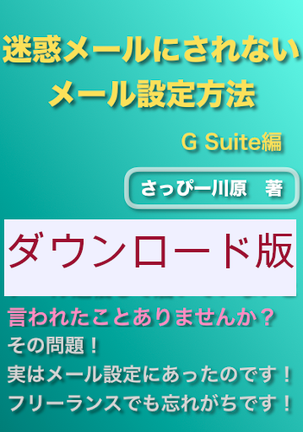 迷惑メールにされない
メール設定方法
G Suite編
さっぴー川原　著
ダウンロード版
言われたことありませんか？
その問題！
実はメール設定にあったのです！
フリーランスでも忘れがちです！